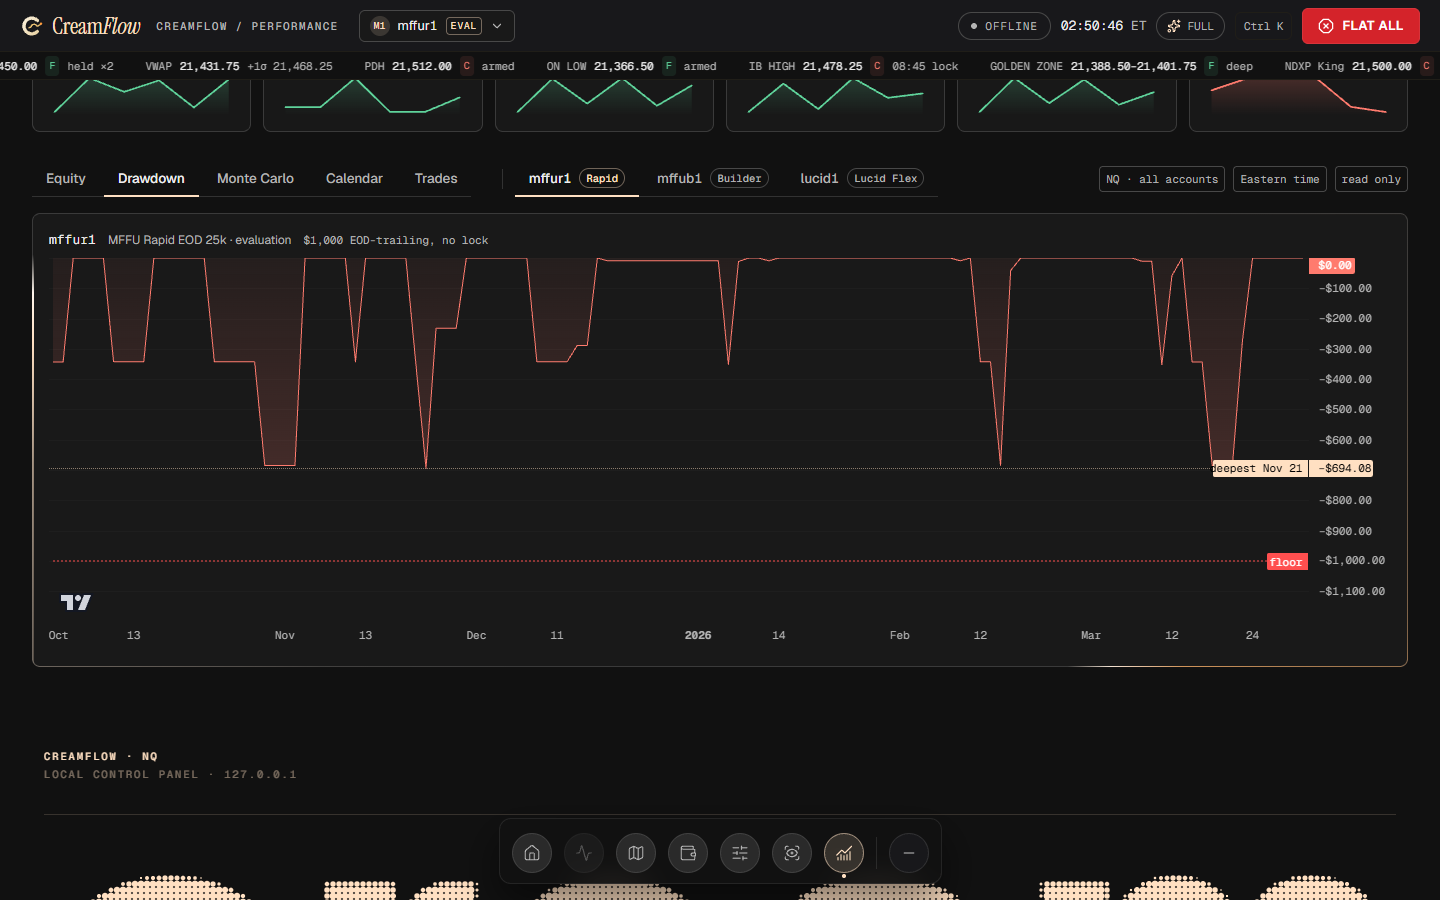 CreamFlow CREAMFLOW / PERFORMANCE M1 mffur1 EVAL OFFLINE 02:50:46 ET FULL Ctrl K FLAT ALL
450.00 F held ×2 VWAP 21,431.75 +1σ 21,468.25 PDH 21,512.00 C armed ON LOW 21,366.50 F armed IB HIGH 21,478.25 C 08:45 lock GOLDEN ZONE 21,388.50–21,401.75 F deep NDXP King 21,500.00 C
Equity Drawdown Monte Carlo Calendar Trades mffur1 Rapid mffub1 Builder lucid1 Lucid Flex NQ · all accounts Eastern time read only
mffur1 MFFU Rapid EOD 25k · evaluation $1,000 EOD-trailing, no lock
$0.00
−$100.00
−$200.00
−$300.00
−$400.00
−$500.00
−$600.00
deepest Nov 21 −$694.08
−$800.00
−$900.00
floor −$1,000.00
−$1,100.00
Oct 13 Nov 13 Dec 11 2026 14 Feb 12 Mar 12 24
CREAMFLOW · NQ
LOCAL CONTROL PANEL · 127.0.0.1